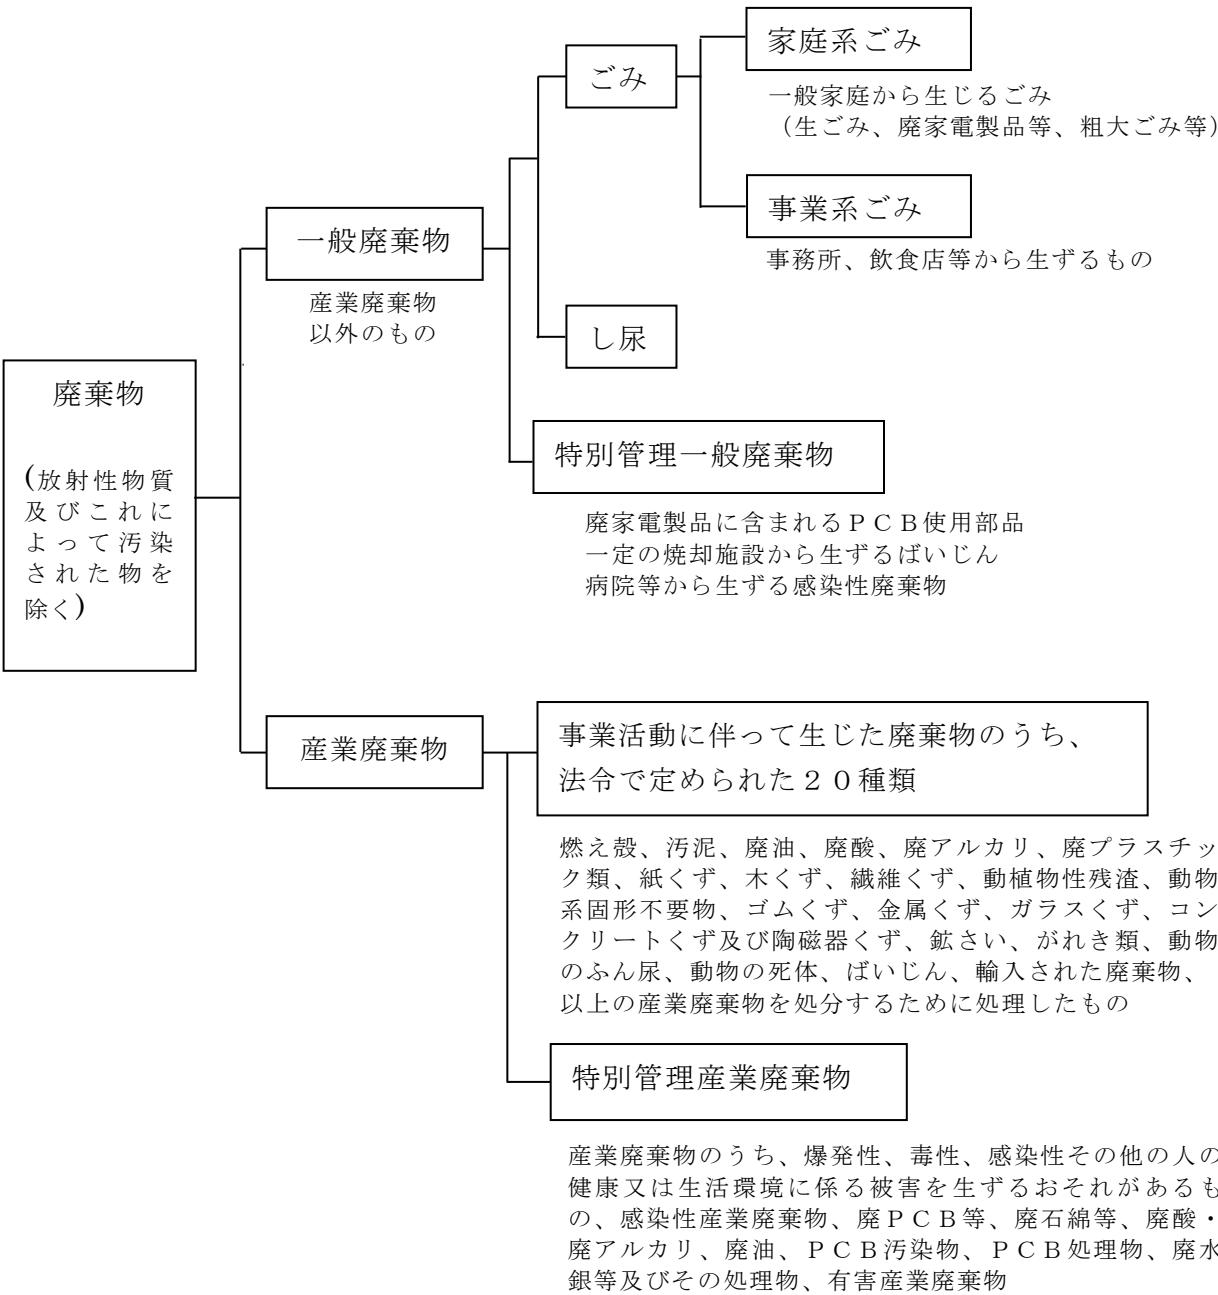 家庭系ごみ
ごみ
一般家庭から生じるごみ
（生ごみ、廃家電製品等、粗大ごみ等）
事業系ごみ
一般廃棄物
事務所、飲食店等から生ずるもの
産業廃棄物
以外のもの
し尿
廃棄物
(放射性物質
及びこれに
よって汚染
された物を
除く)
特別管理一般廃棄物
廃家電製品に含まれるＰＣＢ使用部品
一定の焼却施設から生ずるばいじん
病院等から生ずる感染性廃棄物
産業廃棄物
事業活動に伴って生じた廃棄物のうち、
法令で定められた２０種類
燃え殻、汚泥、廃油、廃酸、廃アルカリ、廃プラスチッ
ク類、紙くず、木くず、繊維くず、動植物性残渣、動物
系固形不要物、ゴムくず、金属くず、ガラスくず、コン
クリートくず及び陶磁器くず、鉱さい、がれき類、動物
のふん尿、動物の死体、ばいじん、輸入された廃棄物、
以上の産業廃棄物を処分するために処理したもの
特別管理産業廃棄物
産業廃棄物のうち、爆発性、毒性、感染性その他の人の
健康又は生活環境に係る被害を生ずるおそれがあるも
の、感染性産業廃棄物、廃ＰＣＢ等、廃石綿等、廃酸・
廃アルカリ、廃油、ＰＣＢ汚染物、ＰＣＢ処理物、廃水
銀等及びその処理物、有害産業廃棄物